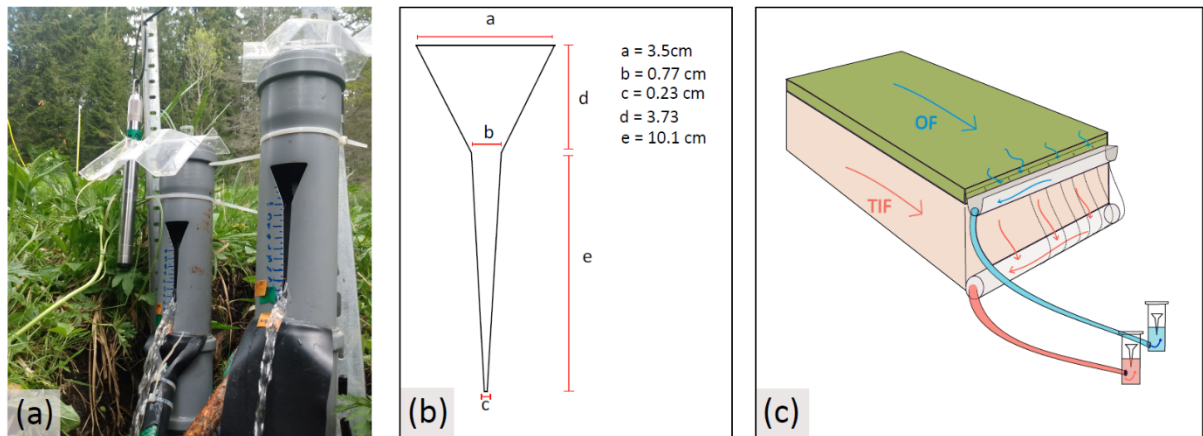 (a)
a
b
c
d
e
a = 3.5cm
b = 0.77 cm
c = 0.23 cm
d = 3.73
e = 10.1 cm
(b)
OF
TIF
(c)